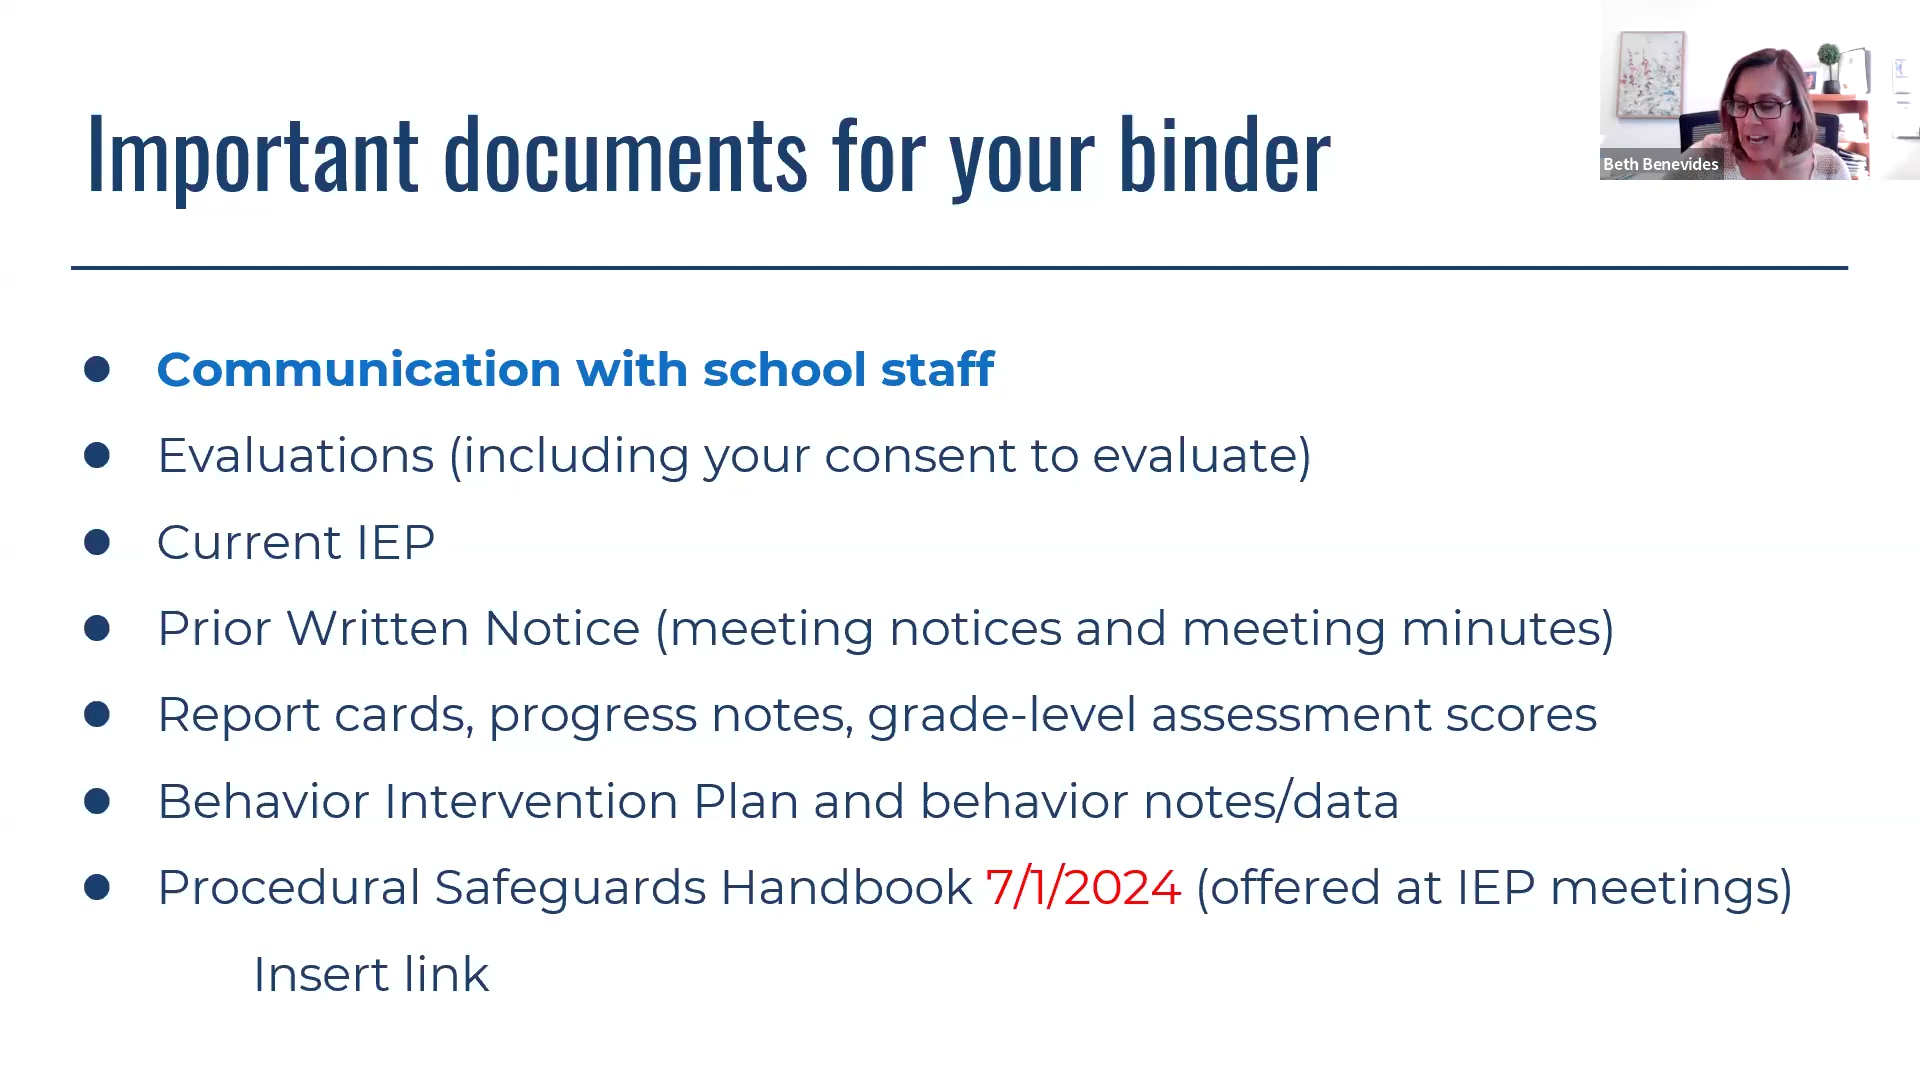 Important documents for your binder
Beth Benevides
Communication with school staff
Evaluations (including your consent to evaluate)
Current IEP
Prior Written Notice (meeting notices and meeting minutes)
Report cards, progress notes, grade-level assessment scores
Behavior Intervention Plan and behavior notes/data
Procedural Safeguards Handbook 7/1/2024 (offered at IEP meetings)
Insert link